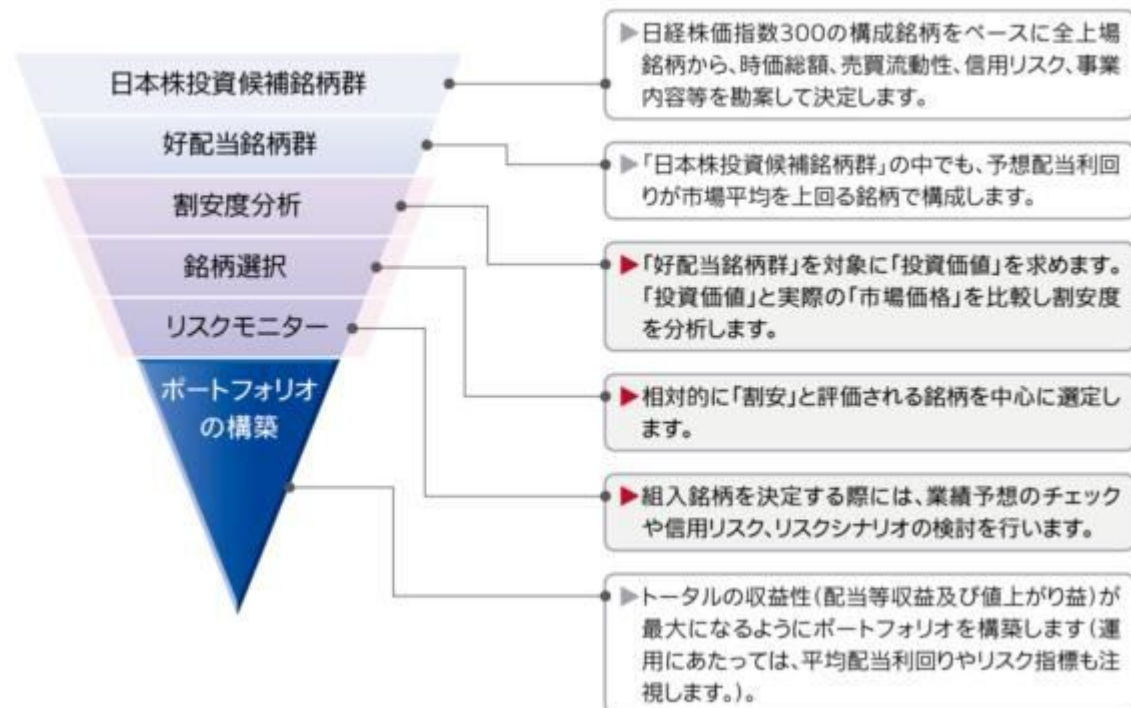 日本株投資候補銘柄群
好配当銘柄群
割安度分析
銘柄選択
リスクモニター
ポートフォリオ
の構築
▶日経株価指数300の構成銘柄をベースに全上場
銘柄から、時価総額、売買流動性、信用リスク、事業
内容等を勘案して決定します。
▶「日本株投資候補銘柄群」の中でも、予想配当利回
りが市場平均を上回る銘柄で構成します。
▶「好配当銘柄群」を対象に「投資価値」を求めます。
「投資価値」と実際の「市場価格」を比較し割安度
を分析します。
▶相対的に「割安」と評価される銘柄を中心に選定し
ます。
▶組入銘柄を決定する際には、業績予想のチェック
や信用リスク、リスクシナリオの検討を行います。
▶トータルの収益性(配当等収益及び値上がり益)が
最大になるようにポートフォリオを構築します(運
用にあたっては、平均配当利回りやリスク指標も注
視します。)。